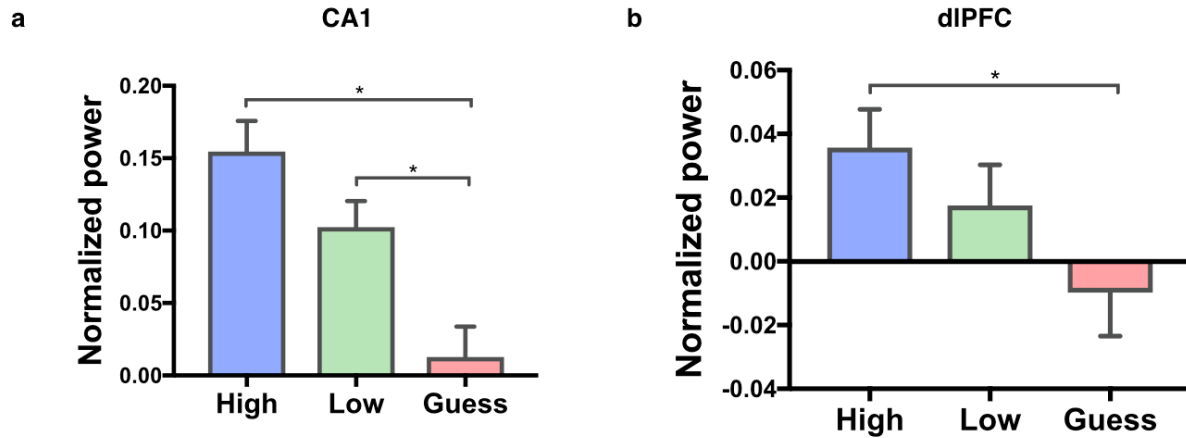 a
CA1
Normalized power
0.20
0.15
0.10
0.05
0.00
*
*
High Low Guess
b
dlPFC
Normalized power
0.06
0.04
0.02
0.00
-0.02
-0.04
*
High Low Guess